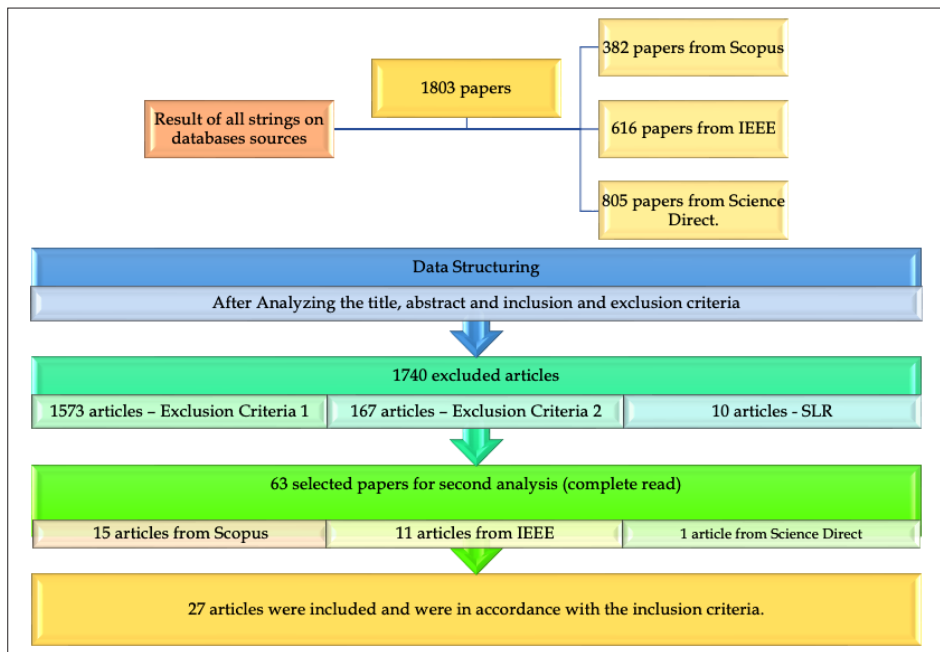 382 papers from Scopus
1803 papers
Result of all strings on
databases sources
616 papers from IEEE
805 papers from Science
Direct.
Data Structuring
After Analyzing the title, abstract and inclusion and exclusion criteria
1740 excluded articles
1573 articles – Exclusion Criteria 1
167 articles – Exclusion Criteria 2
10 articles - SLR
63 selected papers for second analysis (complete read)
15 articles from Scopus
11 articles from IEEE
1 article from Science Direct
27 articles were included and were in accordance with the inclusion criteria.